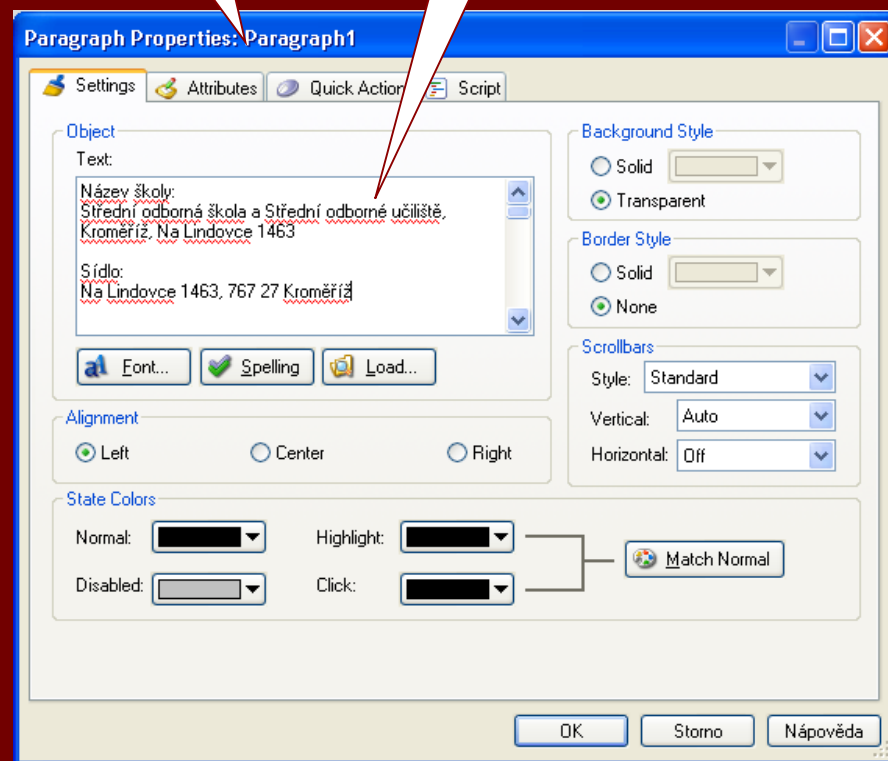 Paragraph Properties: Paragraph1
Settings
Attributes
Quick Action
Script
Object
Text:
Název školy:
Střední odborná škola a Střední odborné učiliště,
Kroměříž, Na Lindovce 1463
Sídlo:
Na Lindovce 1463, 767 27 Kroměříž
Font...
Spelling
Load...
Alignment
Left
Center
Right
Background Style
Solid
Transparent
Border Style
Solid
None
Scrollbars
Style: Standard
Vertical: Auto
Horizontal: Off
State Colors
Normal:
Highlight:
Disabled:
Click:
Match Normal
OK
Storno
Nápověda